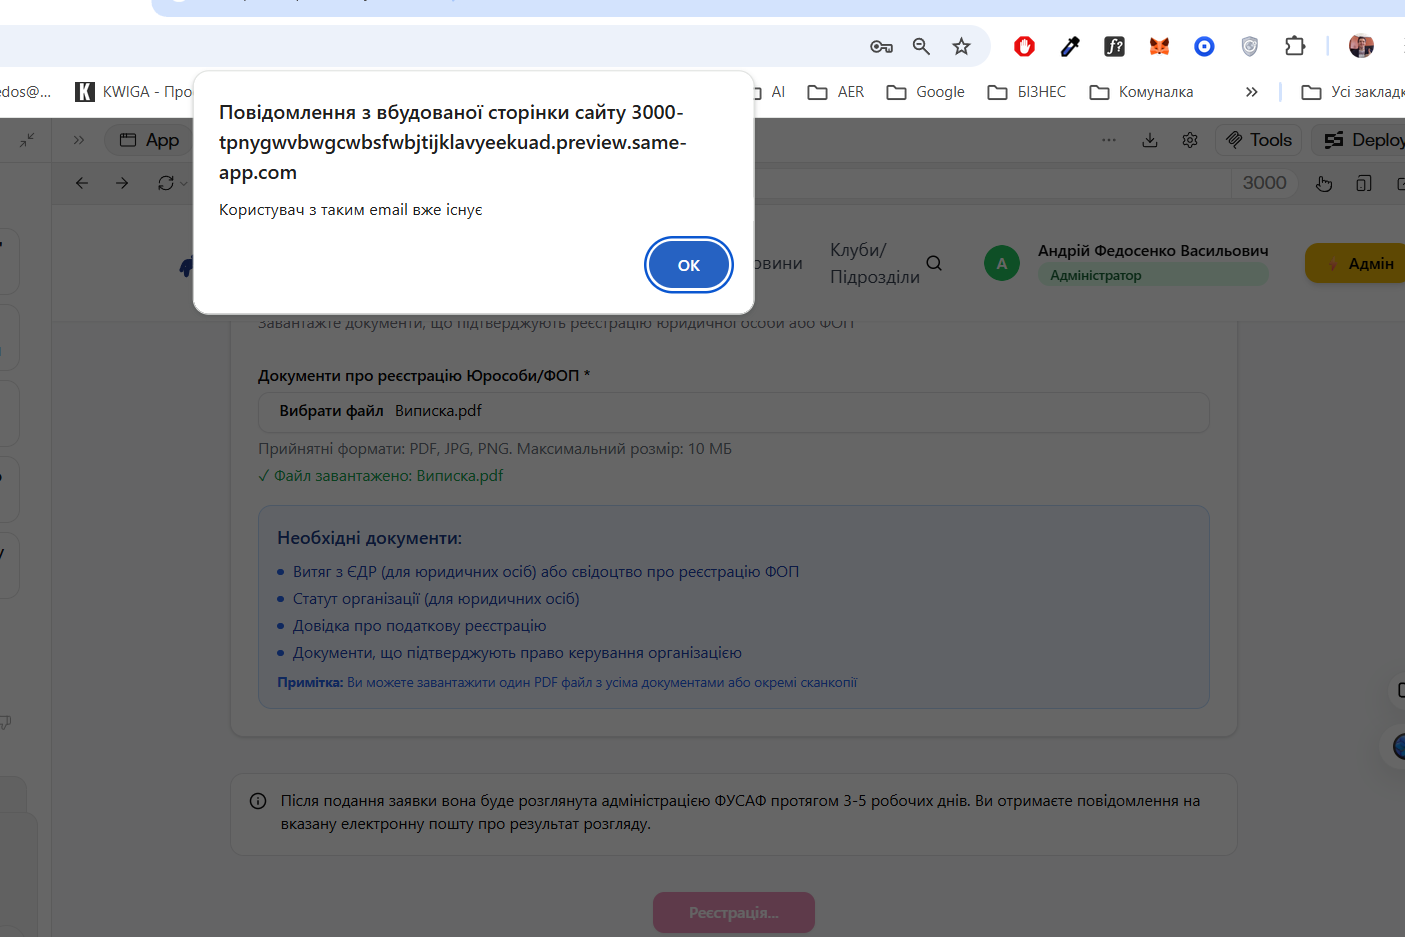 edos@...
KWIGA - Про
AI
AER
Google
БІЗНЕС
Комуналка
Усі заклад
Повідомлення з вбудованої сторінки сайту 3000-
tpnygwvbwgcwbsfwbjtijklavyeekuad.preview.same-
app.com
Користувач з таким email вже існує
ОК
App
Tools
Deploy
3000
овини
Клуби/
Підрозділи
А
Андрій Федосенко Васильович
Адміністратор
Адмін
Завантажте документи, що підтверджують реєстрацію юридичної особи або ФОП
Документи про реєстрацію Юрособи/ФОП *
Вибрати файл Виписка.pdf
Прийнятні формати: PDF, JPG, PNG. Максимальний розмір: 10 МБ
✓ Файл завантажено: Виписка.pdf
Необхідні документи:
Витяг з ЄДР (для юридичних осіб) або свідоцтво про реєстрацію ФОП
Статут організації (для юридичних осіб)
Довідка про податкову реєстрацію
Документи, що підтверджують право керування організацією
Примітка: Ви можете завантажити один PDF файл з усіма документами або окремі сканкопії
Після подання заявки вона буде розглянута адміністрацією ФУСАФ протягом 3-5 робочих днів. Ви отримаєте повідомлення на
вказану електронну пошту про результат розгляду.
Реєстрація...